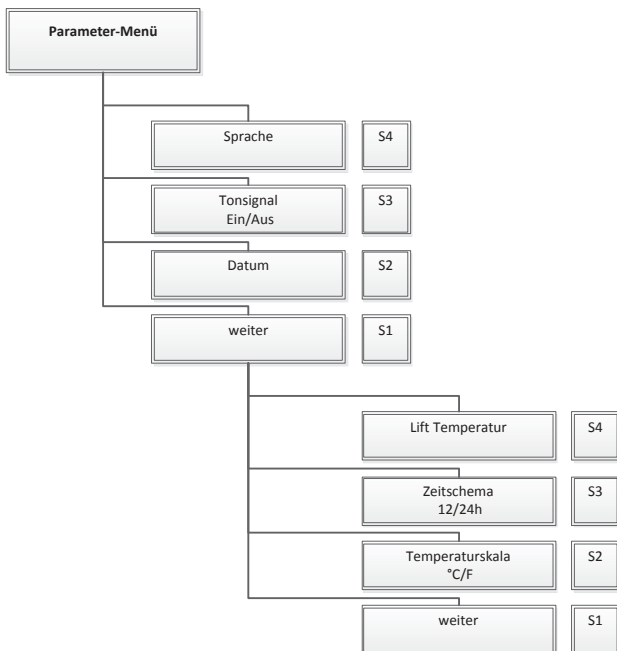 Parameter-Menü
Sprache
S4
Tonsignal
Ein/Aus
S3
Datum
S2
weiter
S1
Lift Temperatur
S4
Zeitschema
12/24h
S3
Temperaturskala
°C/F
S2
weiter
S1